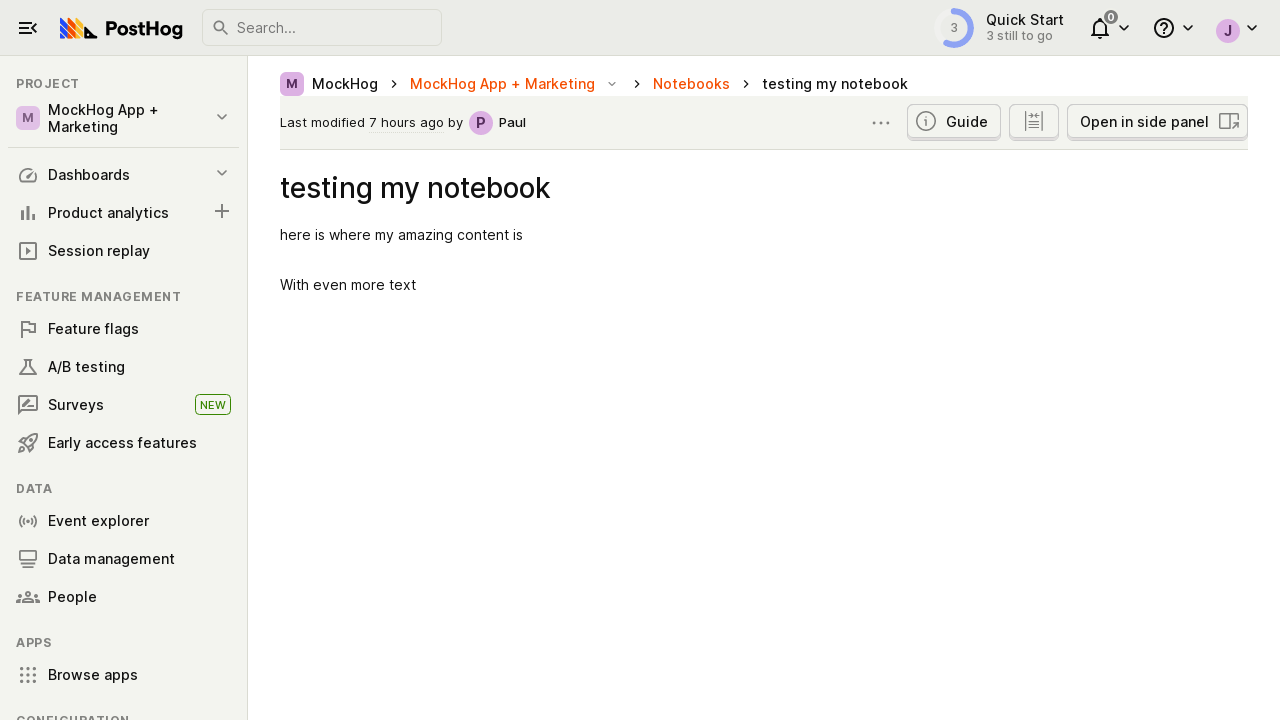 PostHog
Search...
3
Quick Start
3 still to go
0
J
PROJECT
M
MockHog App +
Marketing
Dashboards
Product analytics
Session replay
FEATURE MANAGEMENT
Feature flags
A/B testing
Surveys
NEW
Early access features
DATA
Event explorer
Data management
People
APPS
Browse apps
CONFIGURATION
M MockHog > MockHog App + Marketing > Notebooks > testing my notebook
Last modified 7 hours ago by P Paul
Guide
Open in side panel
testing my notebook
here is where my amazing content is
With even more text